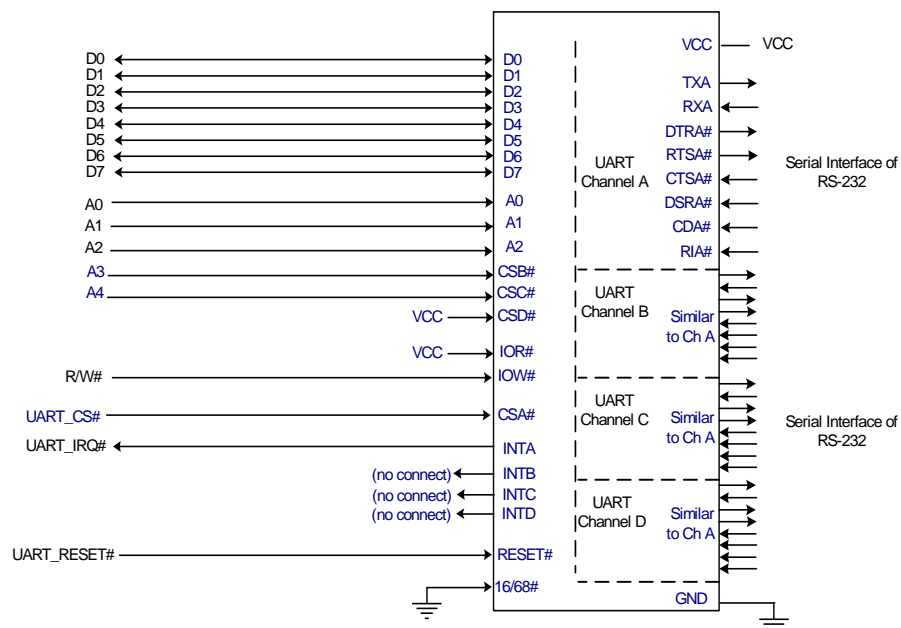 VCC VCC
D0 D0
D1 D1
D2 D2
D3 D3
D4 D4
D5 D5
D6 D6
D7 D7
A0 A0
A1 A1
A2 A2
A3 CSB#
A4 CSC#
VCC CSD#
VCC IOR#
R/W# IOW#
UART_CS# CSA#
UART_IRQ# INTA
(no connect) INTB
(no connect) INTC
(no connect) INTD
UART_RESET# RESET#
16/68#
UART
Channel A
TXA
RXA
DTRA#
RTSA#
CTSA#
DSRA#
CDA#
RIA#
Serial Interface of
RS-232
UART
Channel B
Similar
to Ch A
UART
Channel C
Similar
to Ch A
Serial Interface of
RS-232
UART
Channel D
Similar
to Ch A
GND